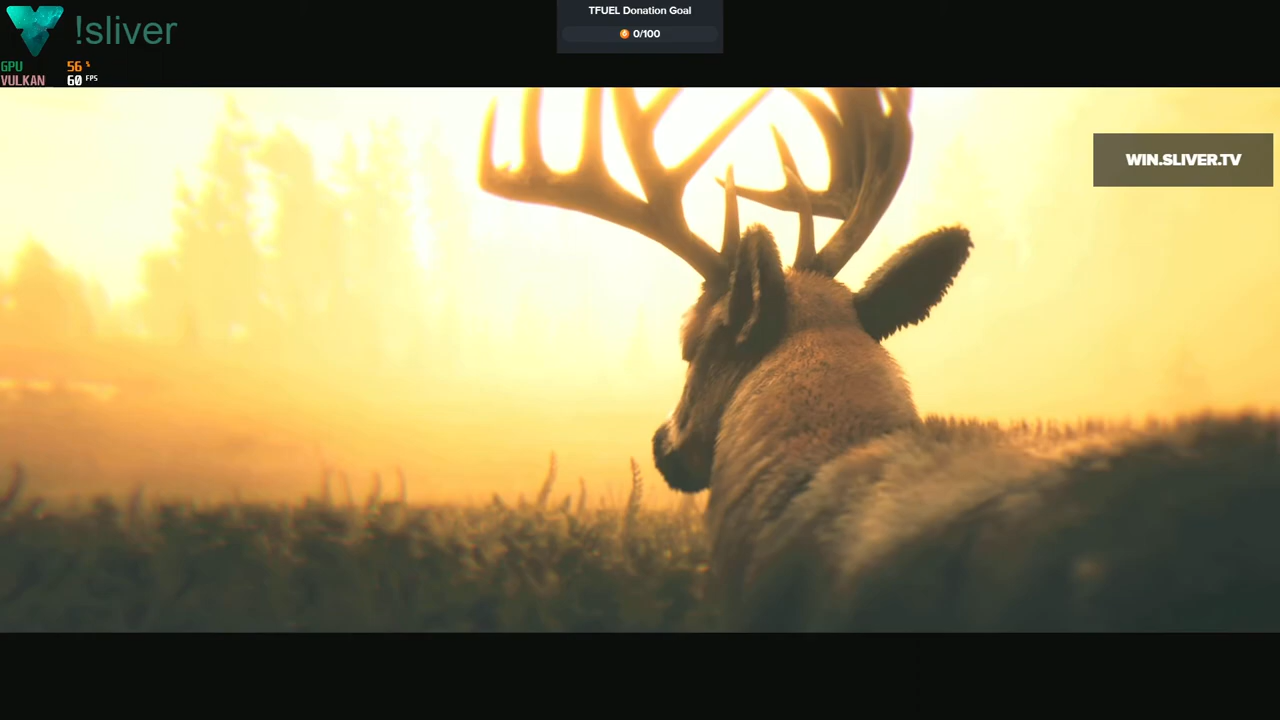 !sliver
TFUEL Donation Goal
0/100
GPU 56 %
VULKAN 60 FPS
WIN.SLIVER.TV